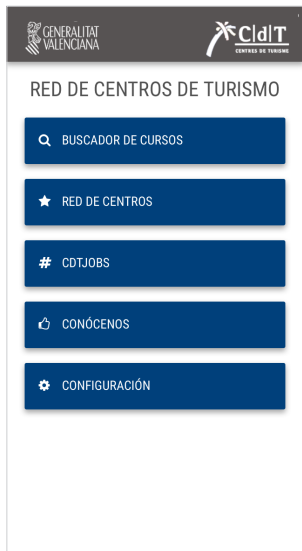 GENERALITAT
VALENCIANA
CdT
CENTRES DE TURISME
RED DE CENTROS DE TURISMO
BUSCADOR DE CURSOS
RED DE CENTROS
# CDTJOBS
CONÓCENOS
CONFIGURACIÓN